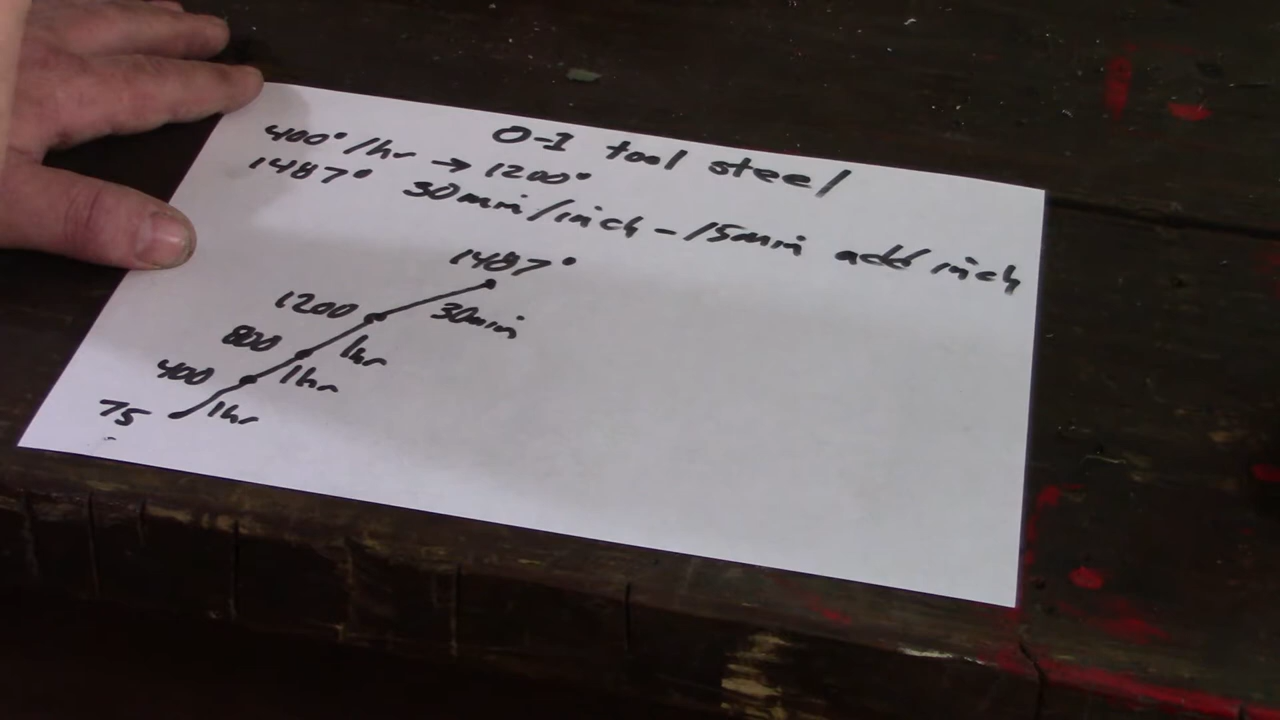 O-1 tool steel
400°/hr → 1200°
1487° 30min/inch - 15min add inch
1487°
1200 30min
800 1hr
400 1hr
75 1hr